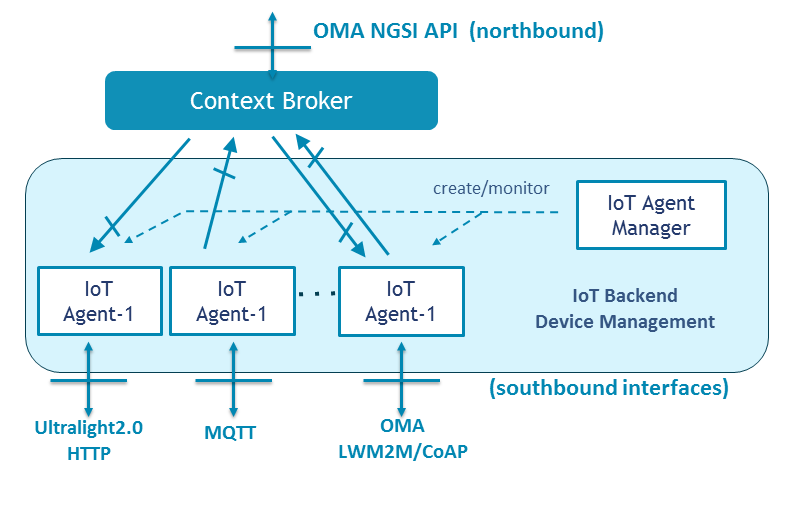 OMA NGSI API (northbound)
Context Broker
create/monitor
IoT Agent
Manager
IoT
Agent-1
IoT
Agent-1
. . .
IoT
Agent-1
IoT Backend
Device Management
(southbound interfaces)
Ultralight2.0
HTTP
MQTT
OMA
LWM2M/CoAP